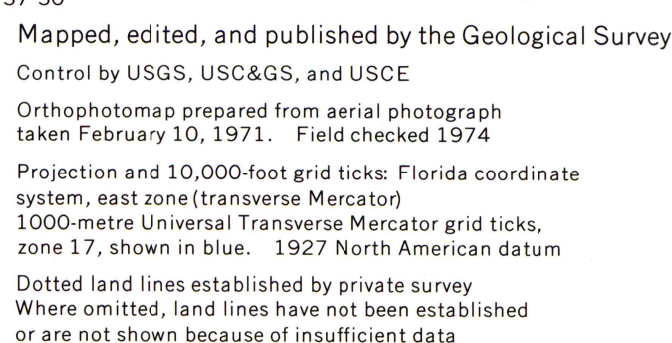 Mapped, edited, and published by the Geological Survey
Control by USGS, USC&GS, and USCE
Orthophotomap prepared from aerial photograph
taken February 10, 1971. Field checked 1974
Projection and 10,000-foot grid ticks: Florida coordinate
system, east zone (transverse Mercator)
1000-metre Universal Transverse Mercator grid ticks,
zone 17, shown in blue. 1927 North American datum
Dotted land lines established by private survey
Where omitted, land lines have not been established
or are not shown because of insufficient data